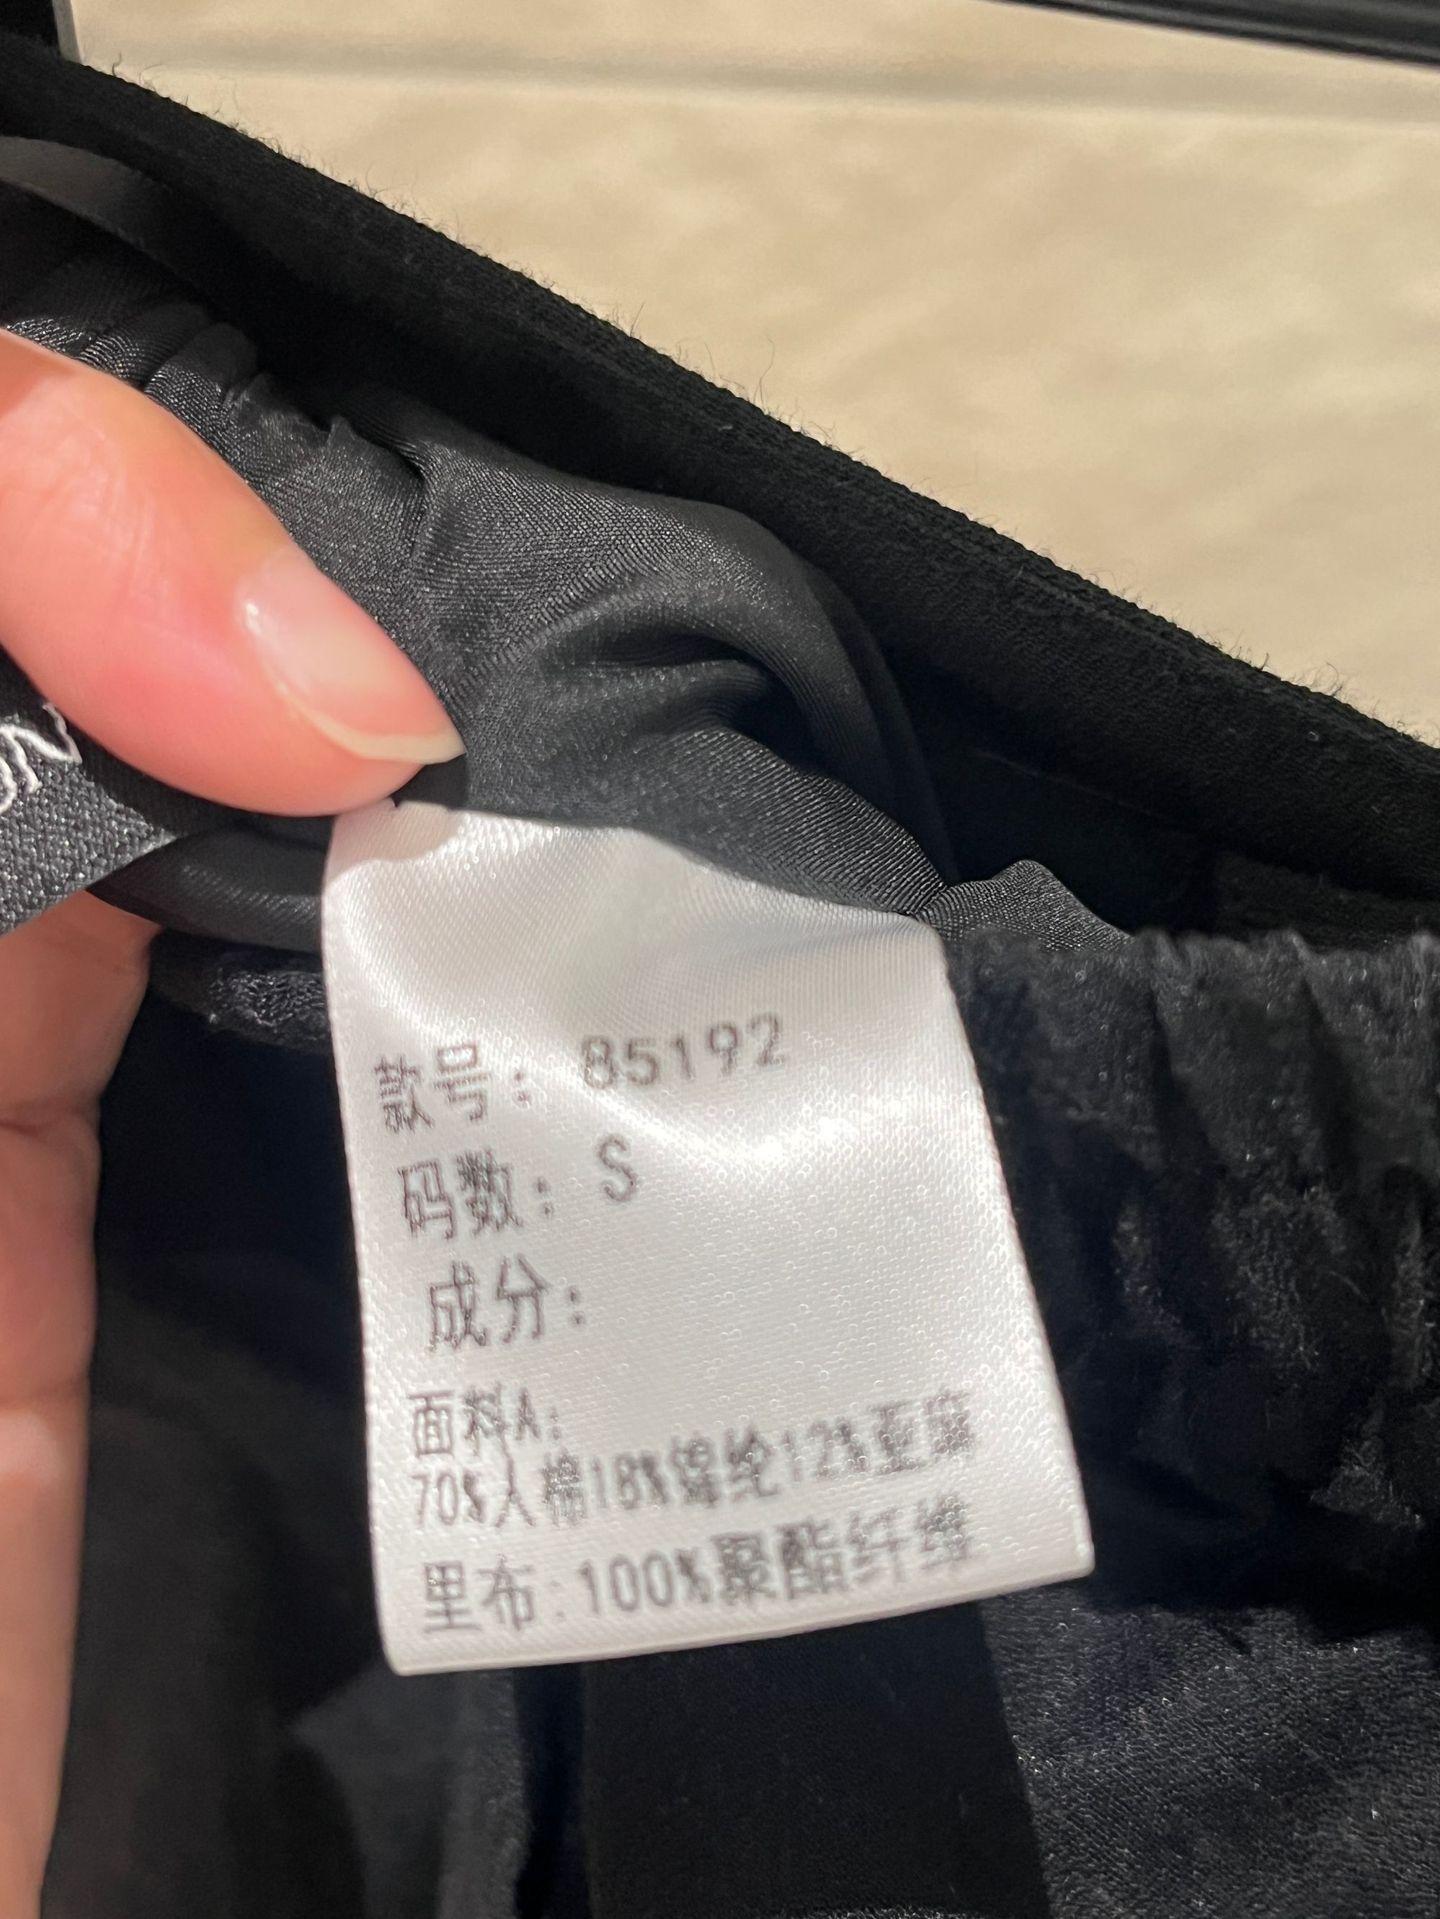 款号: 85192
码数: S
成分:
面料A:
70%人棉18%锦纶12%亚麻
里布:100%聚酯纤维